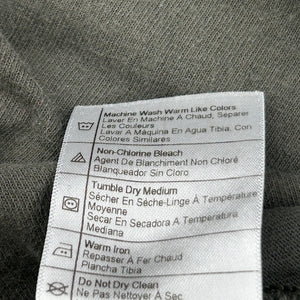 Machine Wash Warm Like Colors
Laver En Machine A Chaud, Séparer
Les Couleurs
Lavar A Máquina En Agua Tibia. Con
Colores Similares
Non-Chlorine Bleach
Agent De Blanchiment Non Chloré
Blanqueador Sin Cloro
Tumble Dry Medium
Sécher En Sèche-Linge À Température
Moyenne
Secar En Secadora A Temperatura
Mediana
Warm Iron
Repasser À Fer Chaud
Plancha Tibia
Do Not Dry Clean
Ne Pas Nettoyer À Sec